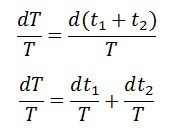 dT/T = d(t₁ + t₂)/T
dT/T = dt₁/T + dt₂/T